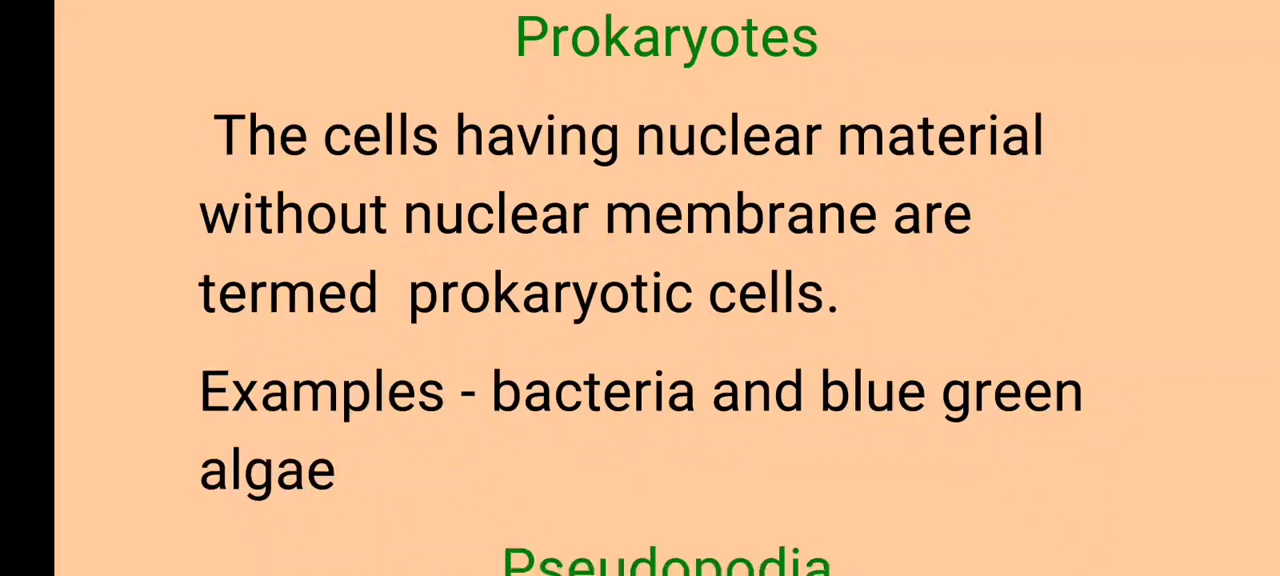 Prokaryotes
The cells having nuclear material
without nuclear membrane are
termed  prokaryotic cells.
Examples - bacteria and blue green
algae
Pseudopodia